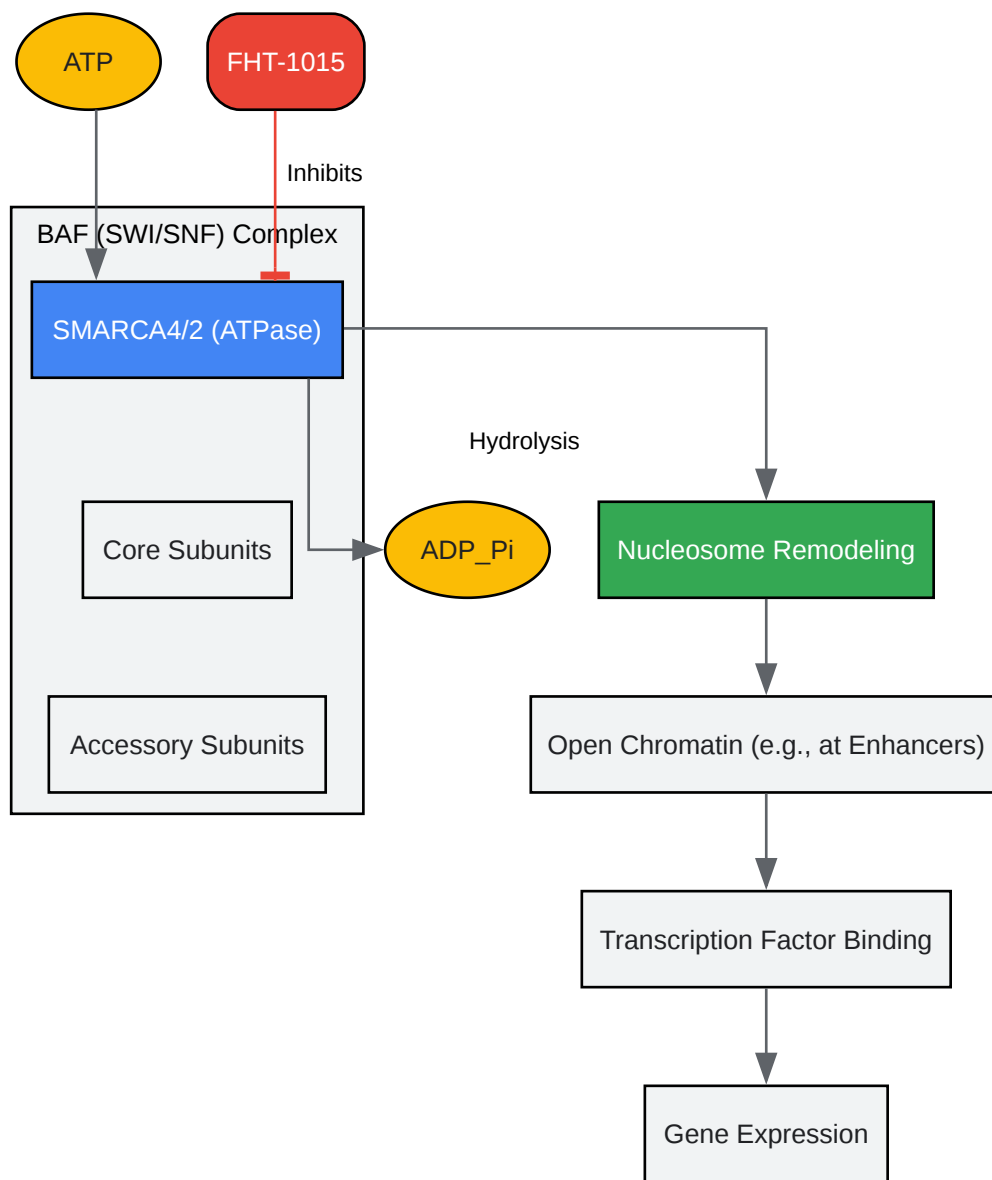 ATP
FHT-1015
Inhibits
BAF (SWI/SNF) Complex
SMARCA4/2 (ATPase)
Hydrolysis
Core Subunits
ADP_Pi
Nucleosome Remodeling
Accessory Subunits
Open Chromatin (e.g., at Enhancers)
Transcription Factor Binding
Gene Expression